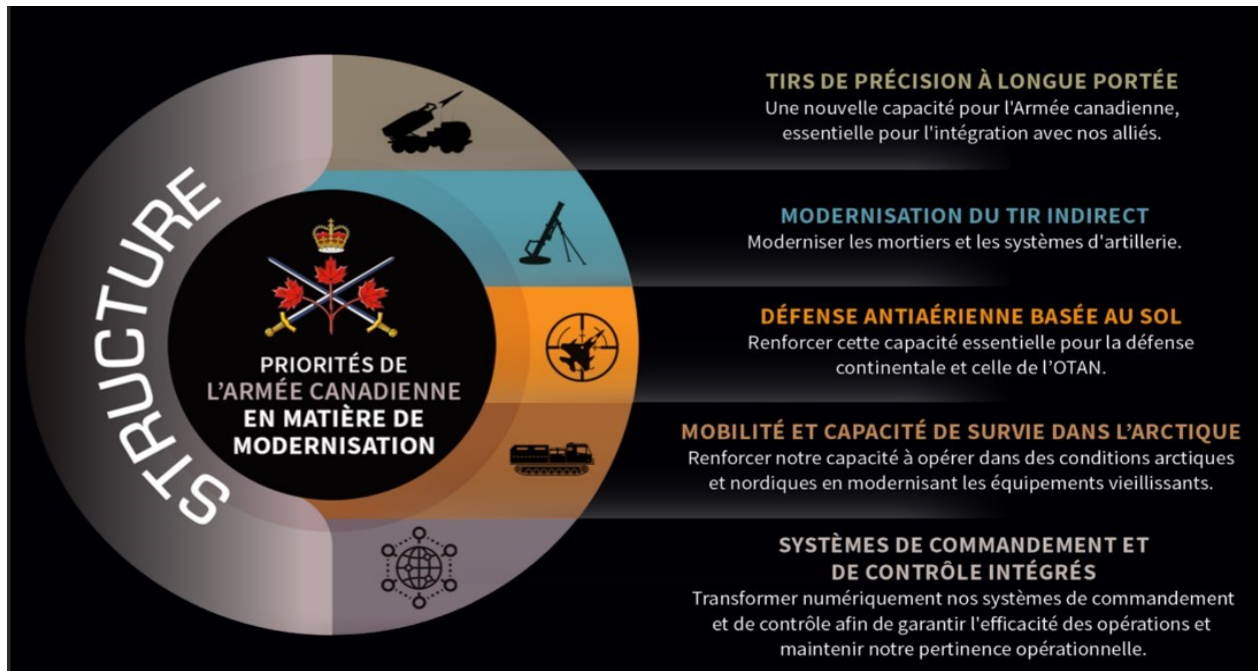 STRUCTURE
PRIORITÉS DE
L'ARMÉE CANADIENNE
EN MATIÈRE DE
MODERNISATION
TIRS DE PRÉCISION À LONGUE PORTÉE
Une nouvelle capacité pour l'Armée canadienne,
essentielle pour l'intégration avec nos alliés.
MODERNISATION DU TIR INDIRECT
Moderniser les mortiers et les systèmes d'artillerie.
DÉFENSE ANTIAÉRIENNE BASÉE AU SOL
Renforcer cette capacité essentielle pour la défense
continentale et celle de l’OTAN.
MOBILITÉ ET CAPACITÉ DE SURVIE DANS L’ARCTIQUE
Renforcer notre capacité à opérer dans des conditions arctiques
et nordiques en modernisant les équipements vieillissants.
SYSTÈMES DE COMMANDEMENT ET
DE CONTRÔLE INTÉGRÉS
Transformer numériquement nos systèmes de commandement
et de contrôle afin de garantir l'efficacité des opérations et
maintenir notre pertinence opérationnelle.